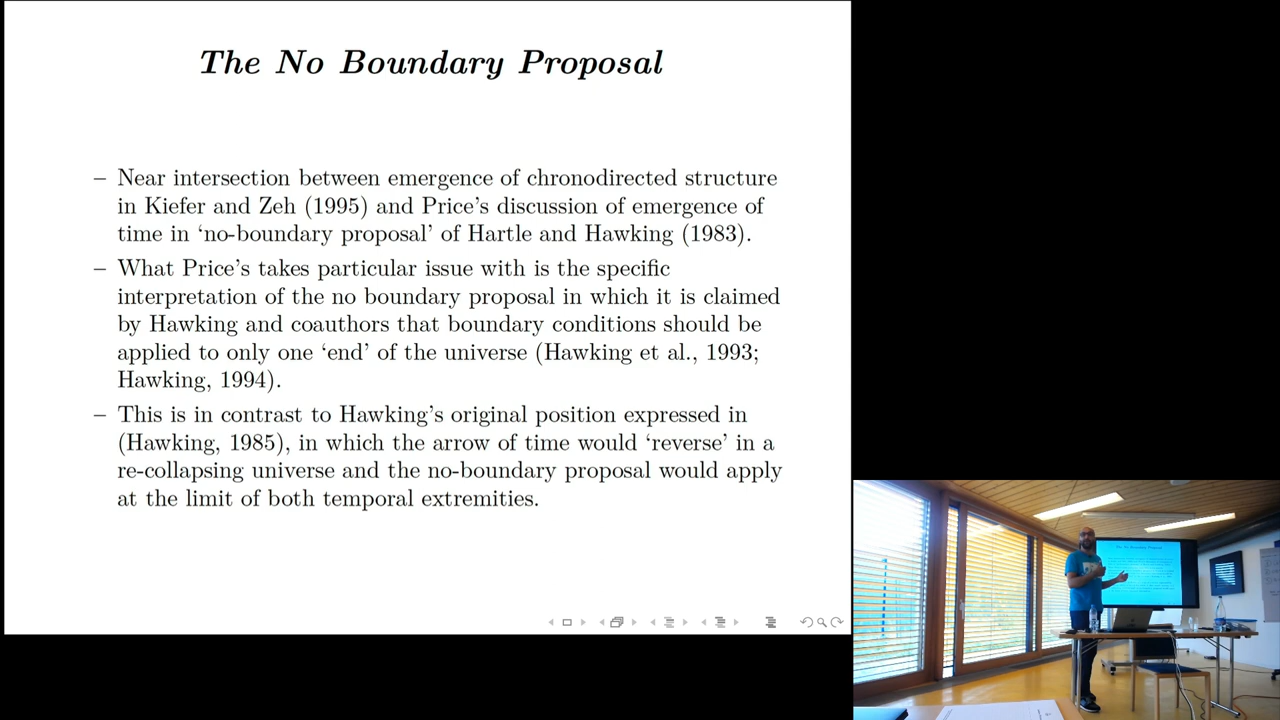 The No Boundary Proposal
– Near intersection between emergence of chronodirected structure
in Kiefer and Zeh (1995) and Price's discussion of emergence of
time in ‘no-boundary proposal’ of Hartle and Hawking (1983).
– What Price's takes particular issue with is the specific
interpretation of the no boundary proposal in which it is claimed
by Hawking and coauthors that boundary conditions should be
applied to only one ‘end’ of the universe (Hawking et al., 1993;
Hawking, 1994).
– This is in contrast to Hawking's original position expressed in
(Hawking, 1985), in which the arrow of time would ‘reverse’ in a
re-collapsing universe and the no-boundary proposal would apply
at the limit of both temporal extremities.